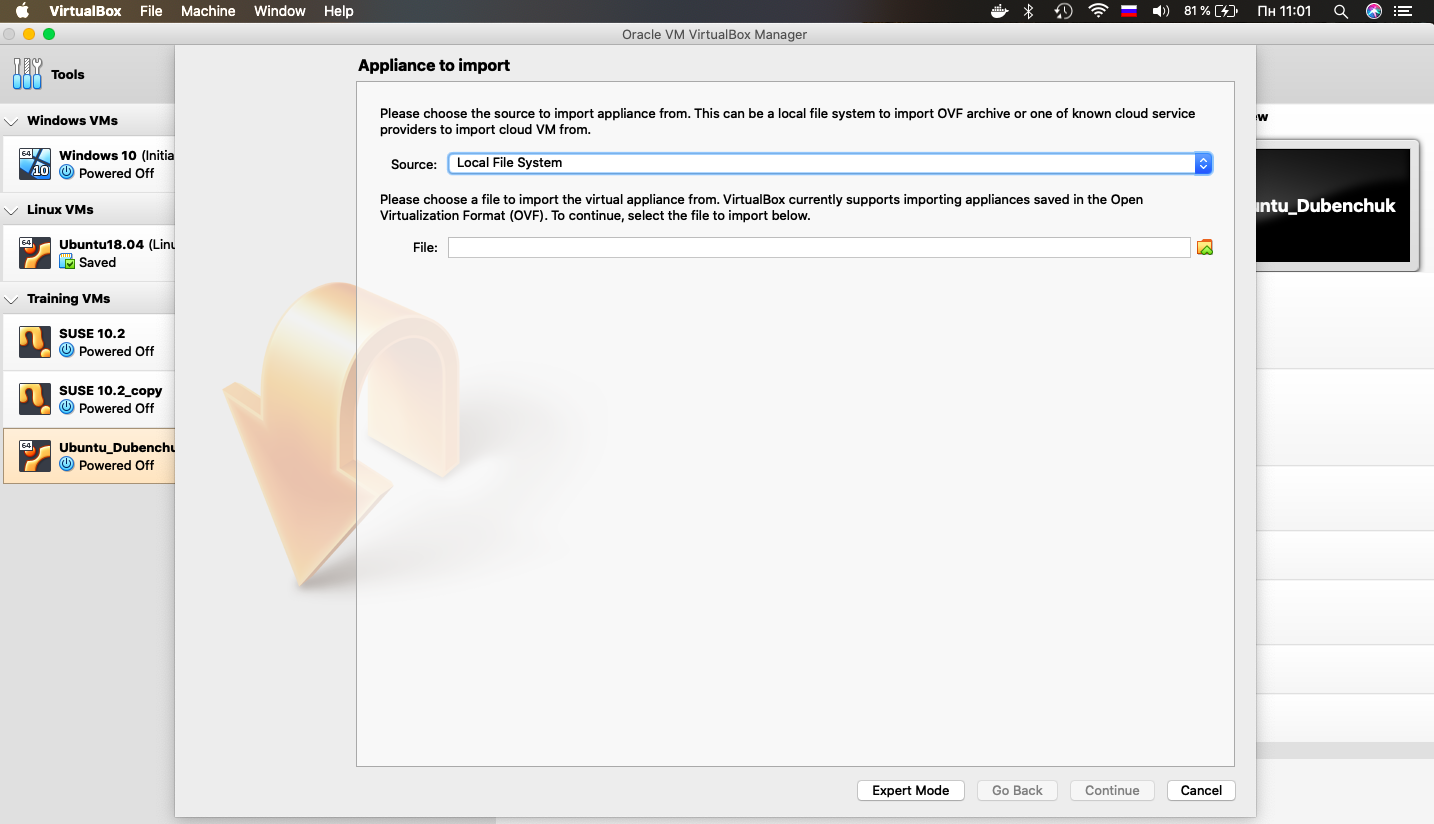 VirtualBox File Machine Window Help 81 % Пн 11:01
Oracle VM VirtualBox Manager
Tools
Windows VMs
64
10
Windows 10 (Initia
Powered Off
Linux VMs
64
Ubuntu18.04 (Linu
Saved
Training VMs
SUSE 10.2
Powered Off
SUSE 10.2_copy
Powered Off
64
Ubuntu_Dubenchu
Powered Off
Appliance to import
Please choose the source to import appliance from. This can be a local file system to import OVF archive or one of known cloud service
providers to import cloud VM from.
Source: Local File System
Please choose a file to import the virtual appliance from. VirtualBox currently supports importing appliances saved in the Open
Virtualization Format (OVF). To continue, select the file to import below.
File:
Expert Mode Go Back Continue Cancel
ew
untu_Dubenchuk